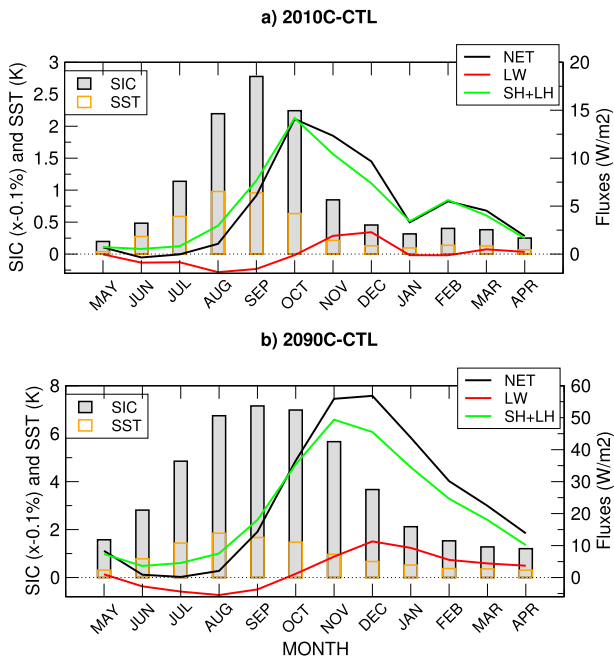 a) 2010C-CTL
SIC (x-0.1%) and SST (K)
3
2.5
2
1.5
1
0.5
0
SIC
SST
NET
LW
SH+LH
20
15
10
5
0
Fluxes (W/m2)
MAY JUN JUL AUG SEP OCT NOV DEC JAN FEB MAR APR
b) 2090C-CTL
SIC (x-0.1%) and SST (K)
8
6
4
2
0
SIC
SST
NET
LW
SH+LH
60
50
40
30
20
10
0
Fluxes (W/m2)
MAY JUN JUL AUG SEP OCT NOV DEC JAN FEB MAR APR
MONTH